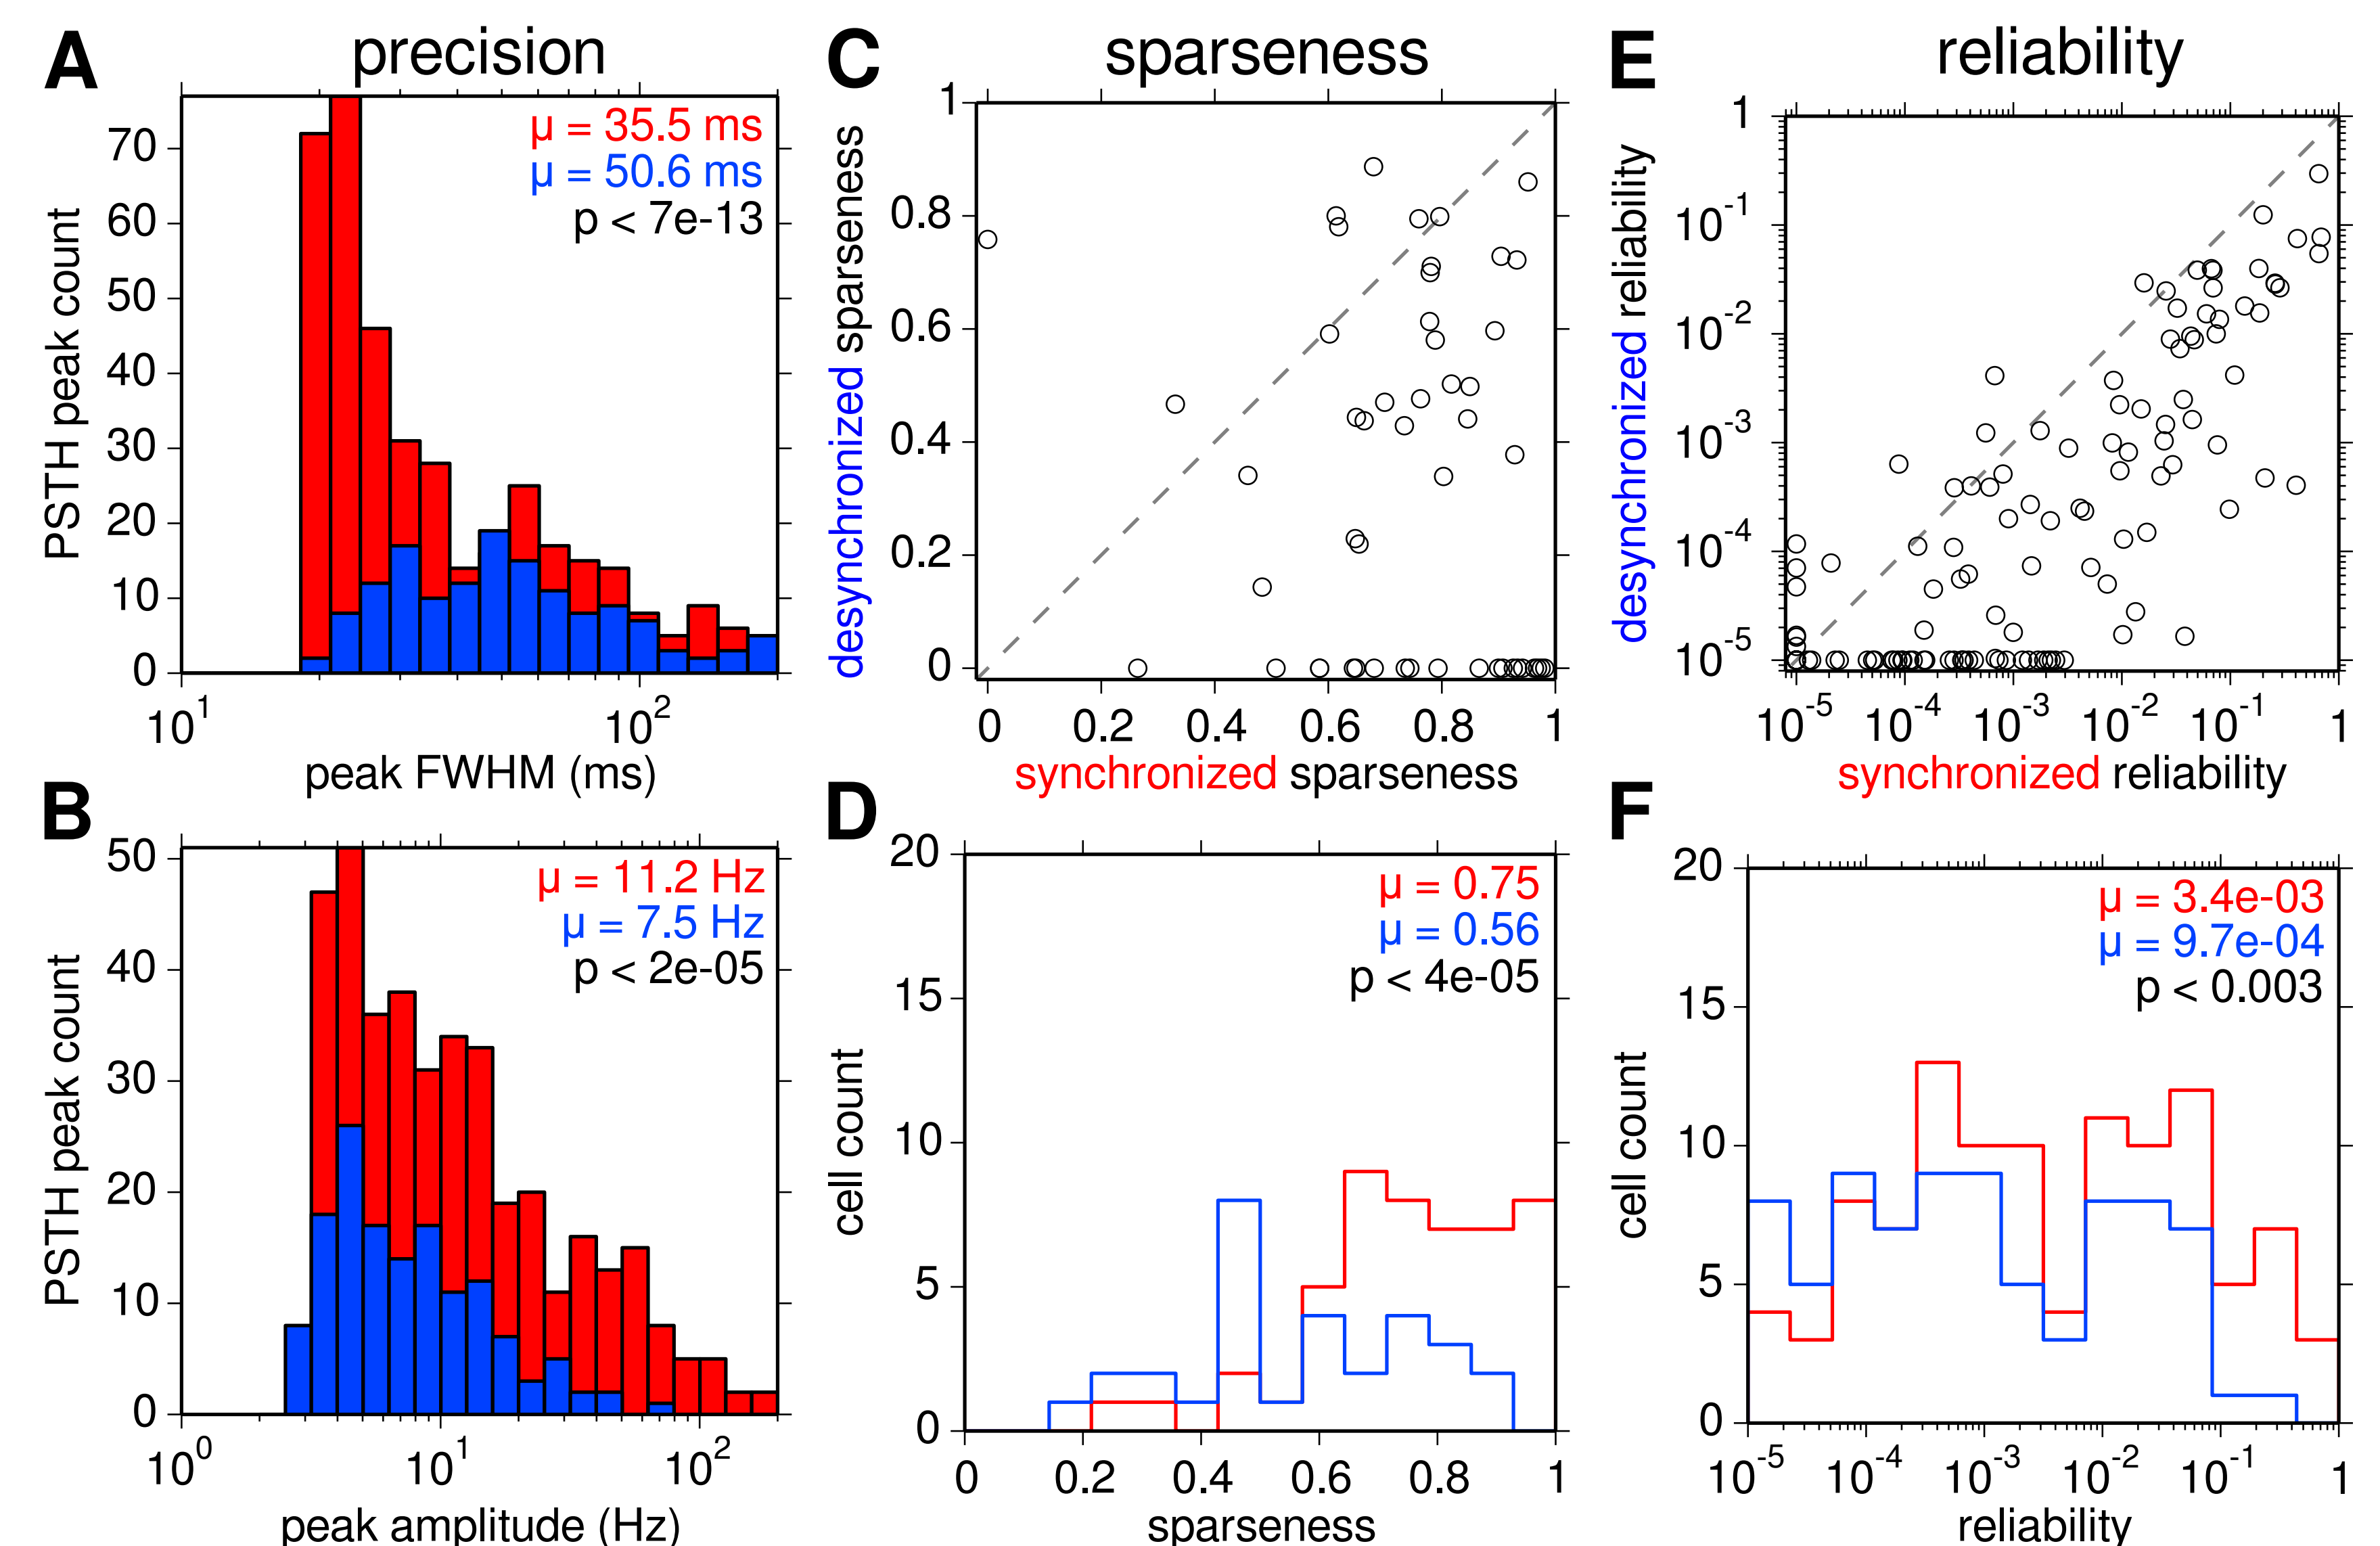 A
precision
μ = 35.5 ms
μ = 50.6 ms
p < 7e-13
PSTH peak count
70
60
50
40
30
20
10
0
10^1
10^2
peak FWHM (ms)
B
μ = 11.2 Hz
μ = 7.5 Hz
p < 2e-05
PSTH peak count
50
40
30
20
10
0
10^0
10^1
10^2
peak amplitude (Hz)
C
sparseness
desynchronized sparseness
1
0.8
0.6
0.4
0.2
0
0
0.2
0.4
0.6
0.8
1
synchronized sparseness
D
μ = 0.75
μ = 0.56
p < 4e-05
cell count
20
15
10
5
0
0
0.2
0.4
0.6
0.8
1
sparseness
E
reliability
desynchronized reliability
1
10^-1
10^-2
10^-3
10^-4
10^-5
10^-5
10^-4
10^-3
10^-2
10^-1
1
synchronized reliability
F
μ = 3.4e-03
μ = 9.7e-04
p < 0.003
cell count
20
15
10
5
0
10^-5
10^-4
10^-3
10^-2
10^-1
1
reliability